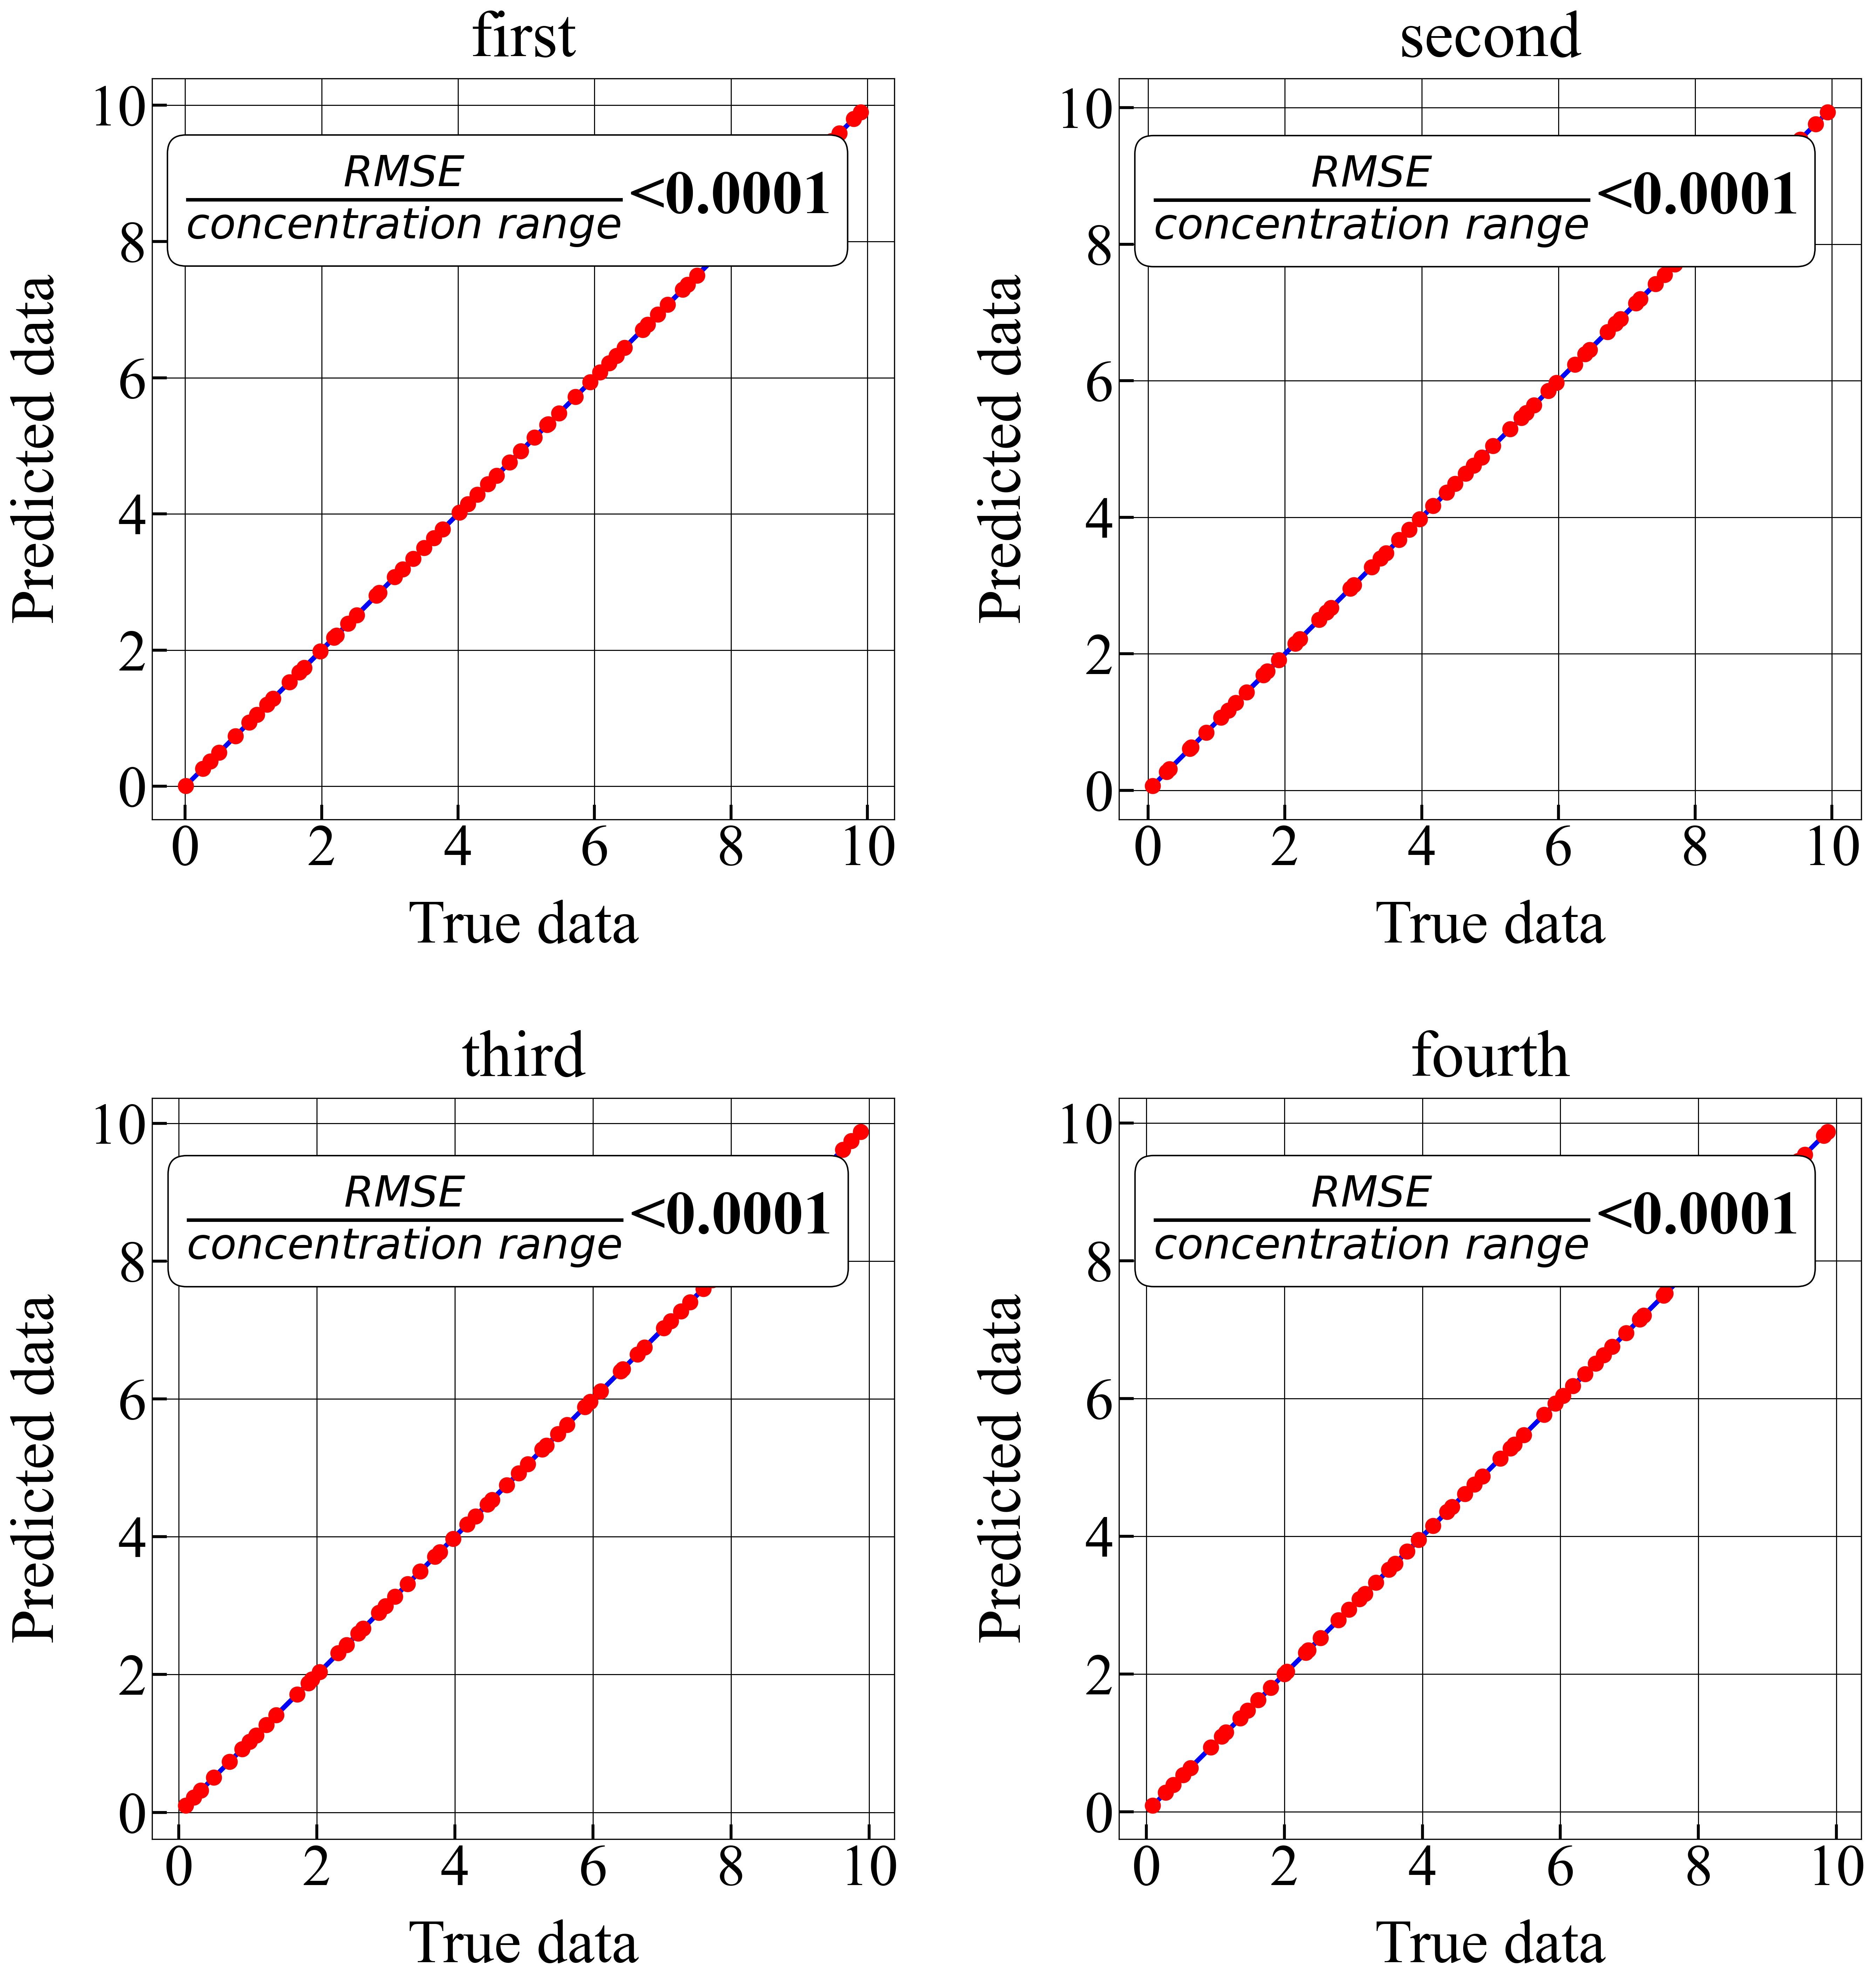 first
10
8
6
4
2
0
Predicted data
RMSE
concentration range
<0.0001
0 2 4 6 8 10
True data
second
10
8
6
4
2
0
Predicted data
RMSE
concentration range
<0.0001
0 2 4 6 8 10
True data
third
10
8
6
4
2
0
Predicted data
RMSE
concentration range
<0.0001
0 2 4 6 8 10
True data
fourth
10
8
6
4
2
0
Predicted data
RMSE
concentration range
<0.0001
0 2 4 6 8 10
True data